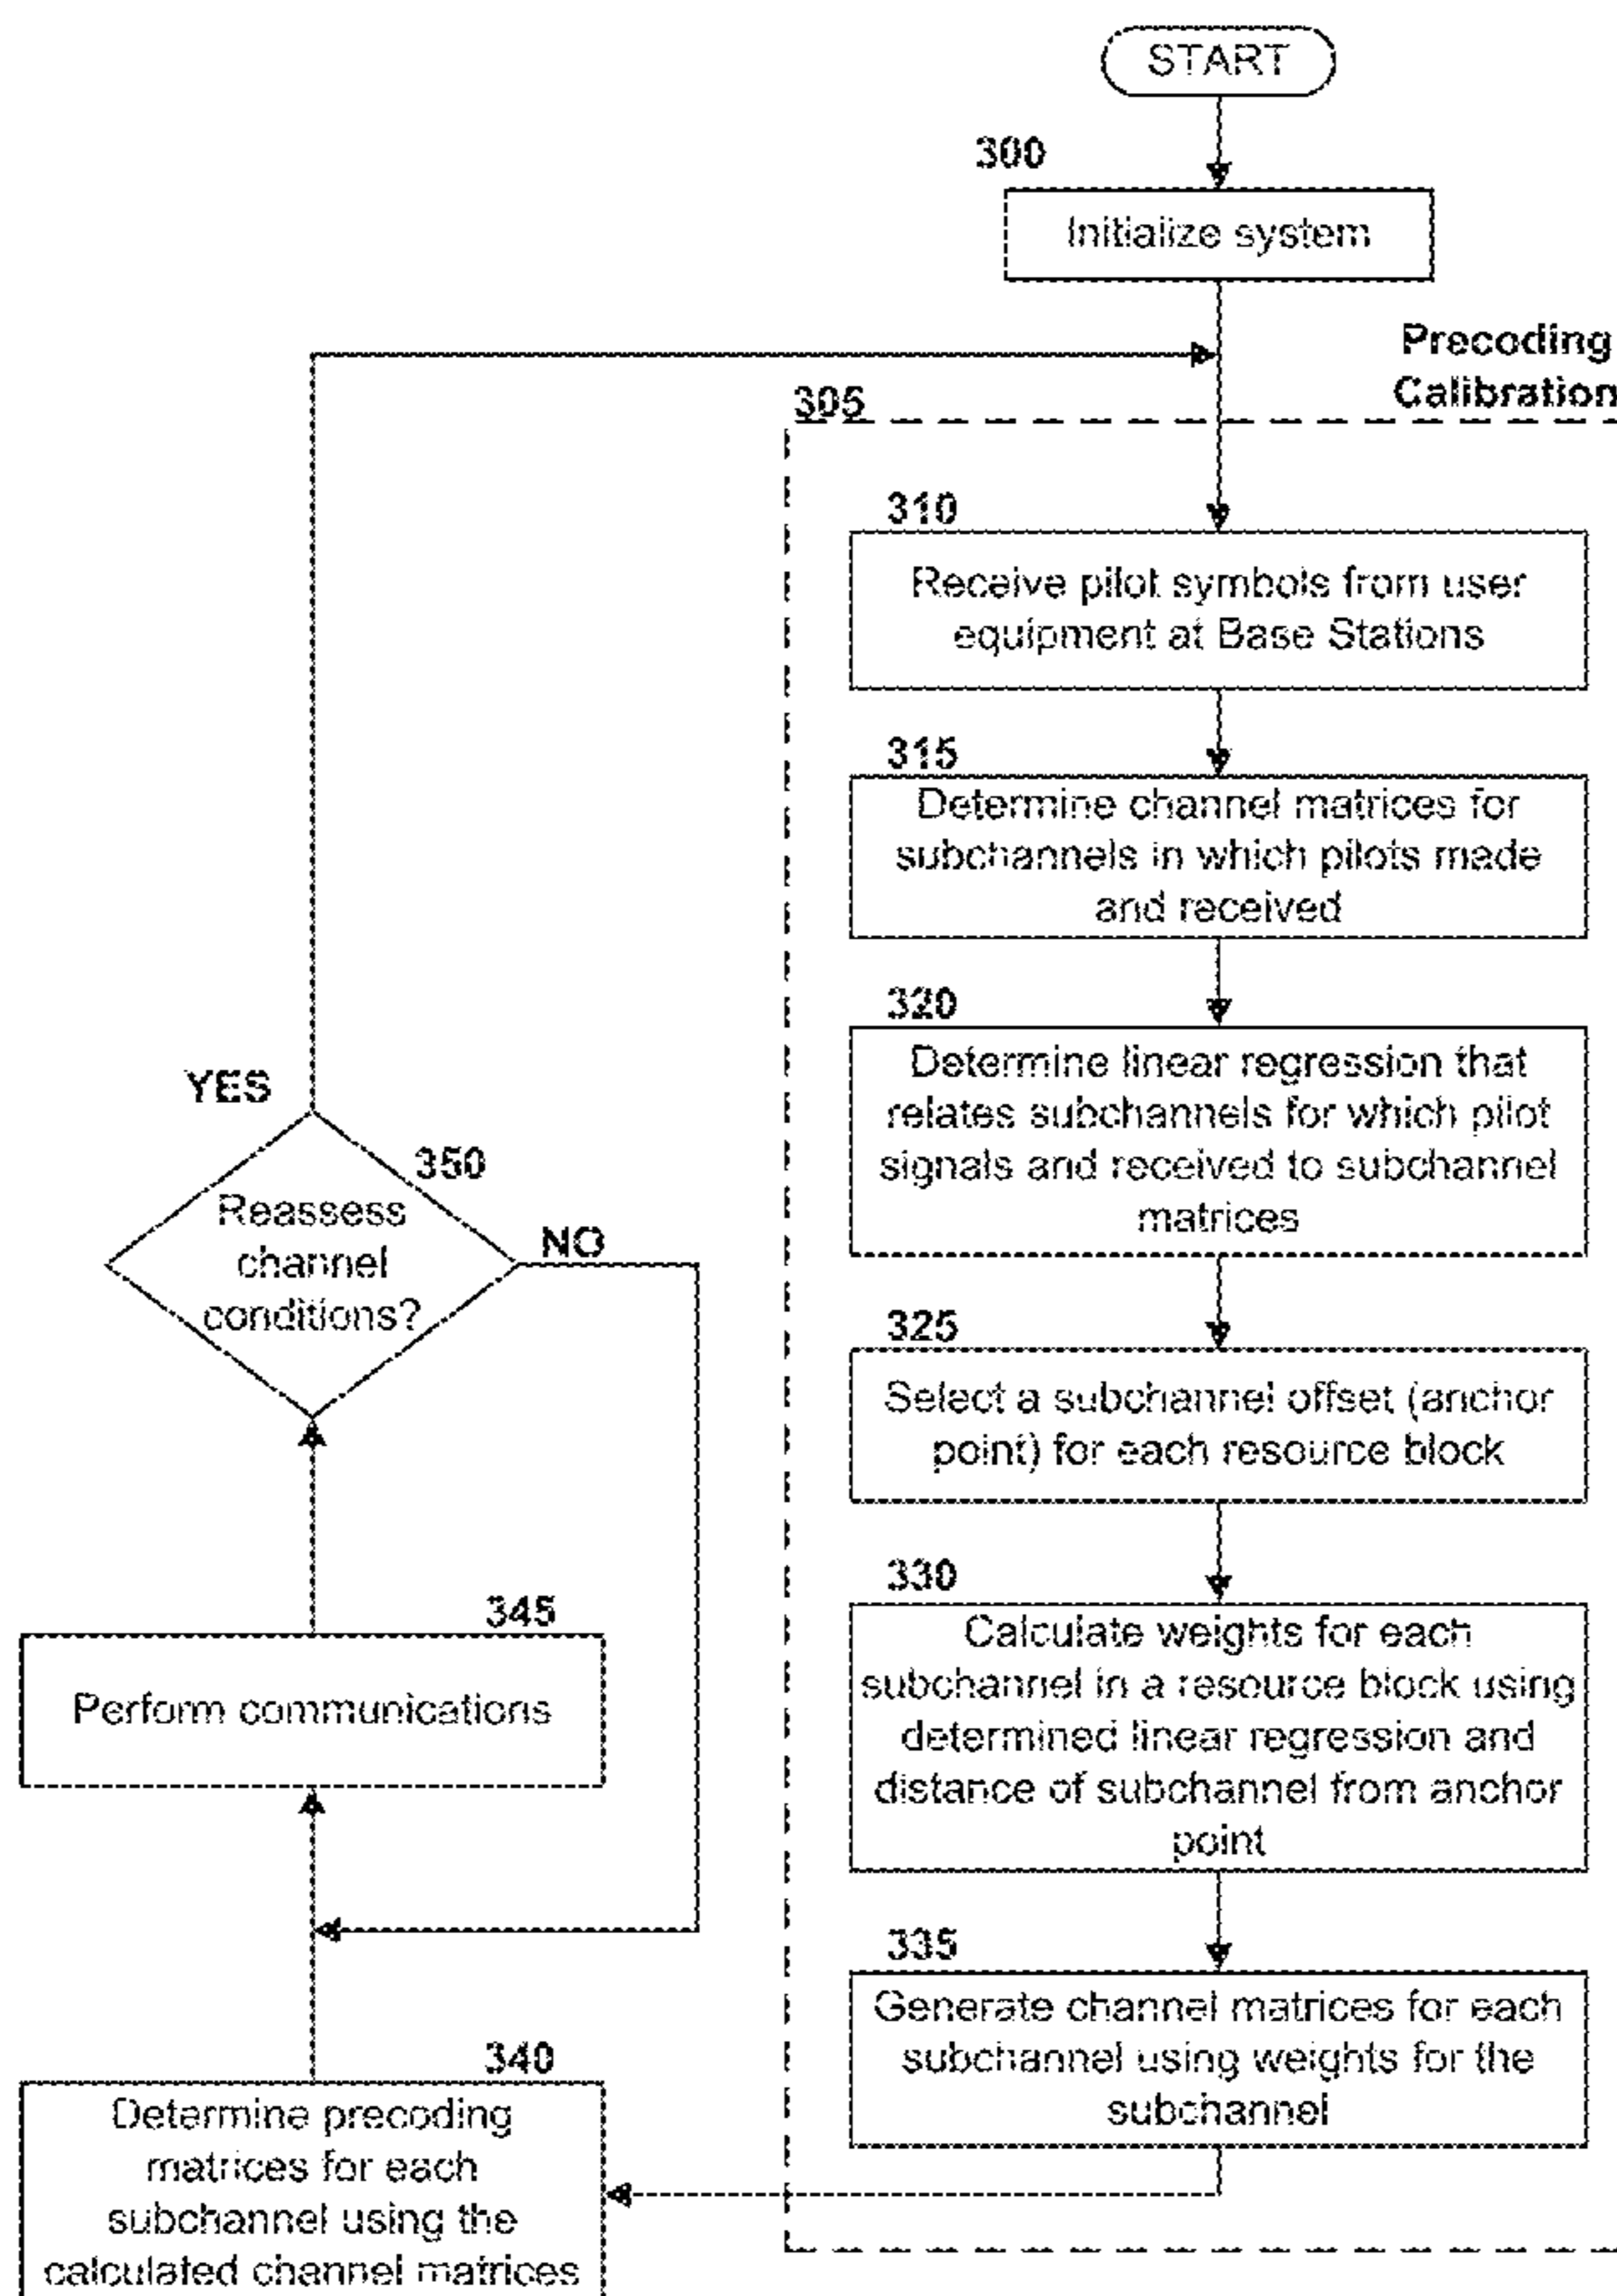 START
300
Initialize system
Precoding
Calibration
305
310
Receive pilot symbols from user
equipment at Base Stations
315
Determine channel matrices for
subchannels in which pilots made
and received
320
Determine linear regression that
relates subchannels for which pilot
signals and received to subchannel
matrices
325
Select a subchannel offset (anchor
point) for each resource block
330
Calculate weights for each
subchannel in a resource block using
determined linear regression and
distance of subchannel from anchor
point
335
Generate channel matrices for each
subchannel using weights for the
subchannel
340
Determine precoding
matrices for each
subchannel using the
calculated channel matrices
345
Perform communications
350
Reassess
channel
conditions?
YES
NO